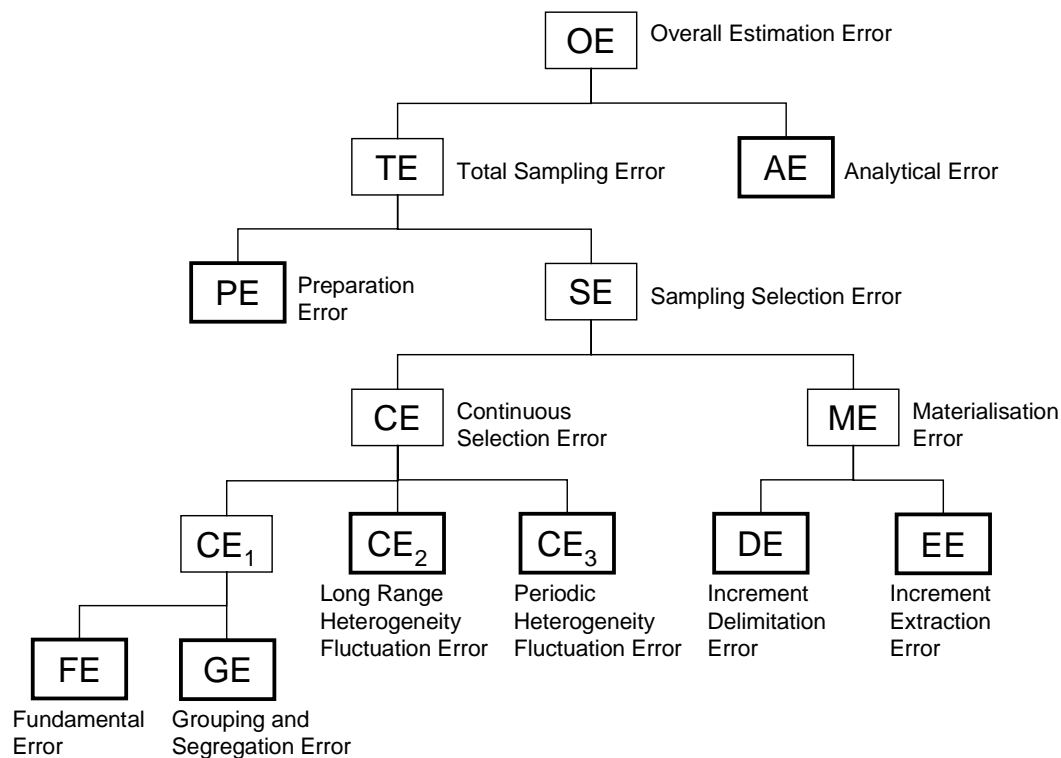 OE
Overall Estimation Error
TE
Total Sampling Error
AE
Analytical Error
PE
Preparation
Error
SE
Sampling Selection Error
CE
Continuous
Selection Error
ME
Materialisation
Error
CE1
CE2
Long Range
Heterogeneity
Fluctuation Error
CE3
Periodic
Heterogeneity
Fluctuation Error
DE
Increment
Delimitation
Error
EE
Increment
Extraction
Error
FE
Fundamental
Error
GE
Grouping and
Segregation Error